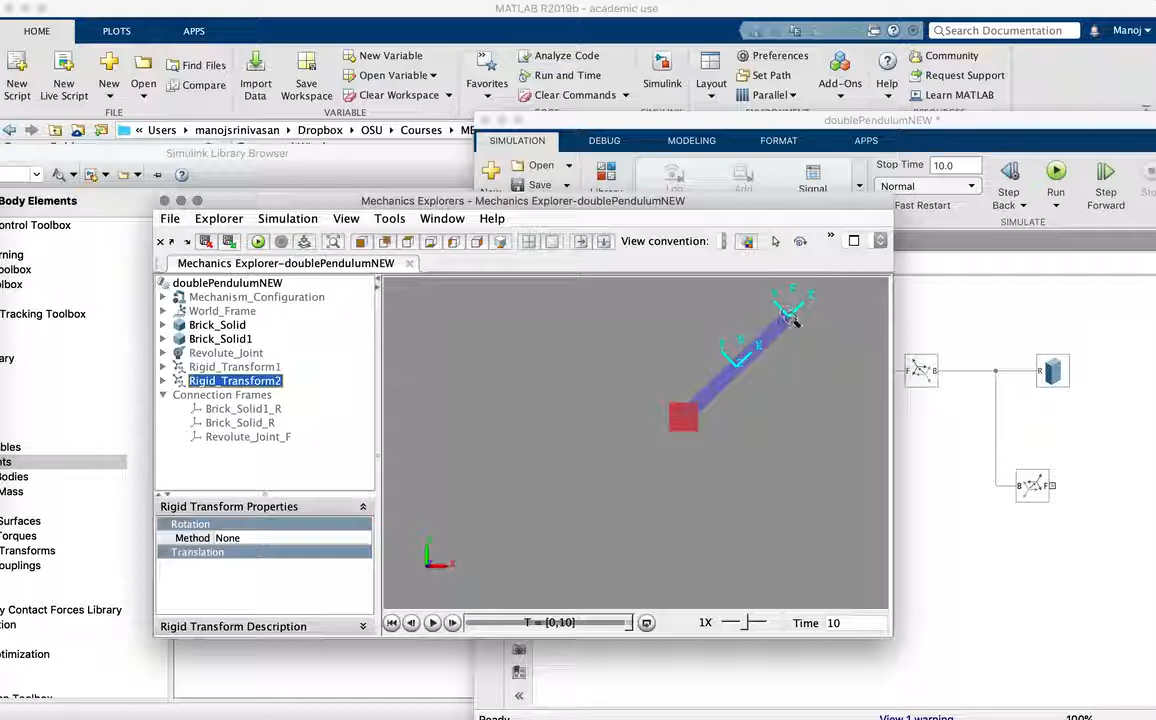 MATLAB R2019b - academic use
HOME
PLOTS
APPS
Search Documentation
Manoj
New Script
New Live Script
New
Open
Find Files
Compare
Import Data
Save Workspace
New Variable
Open Variable
Clear Workspace
Favorites
Analyze Code
Run and Time
Clear Commands
Simulink
Layout
Preferences
Set Path
Parallel
Add-Ons
Help
Community
Request Support
Learn MATLAB
FILE
VARIABLE
Users
manojsrinivasan
Dropbox
OSU
Courses
doublePendulumNEW *
Simulink Library Browser
SIMULATION
DEBUG
MODELING
FORMAT
APPS
Open
Save
Signal
Stop Time 10.0
Normal
Fast Restart
Step Back
Run
Step Forward
SIMULATE
Body Elements
ontrol Toolbox
rning
olbox
lbox
Tracking Toolbox
ary
bles
nts
Bodies
Mass
Surfaces
orques
Transforms
ouplings
y Contact Forces Library
tion
otimization
Mechanics Explorers - Mechanics Explorer-doublePendulumNEW
File
Explorer
Simulation
View
Tools
Window
Help
View convention:
Mechanics Explorer-doublePendulumNEW
doublePendulumNEW
Mechanism_Configuration
World_Frame
Brick_Solid
Brick_Solid1
Revolute_Joint
Rigid_Transform1
Rigid_Transform2
Connection Frames
Brick_Solid1_R
Brick_Solid_R
Revolute_Joint_F
Rigid Transform Properties
Rotation
Method None
Translation
Rigid Transform Description
X
T = [0,10]
1X
Time 10
F B
R
B F
Ready
View 1 warning
100%